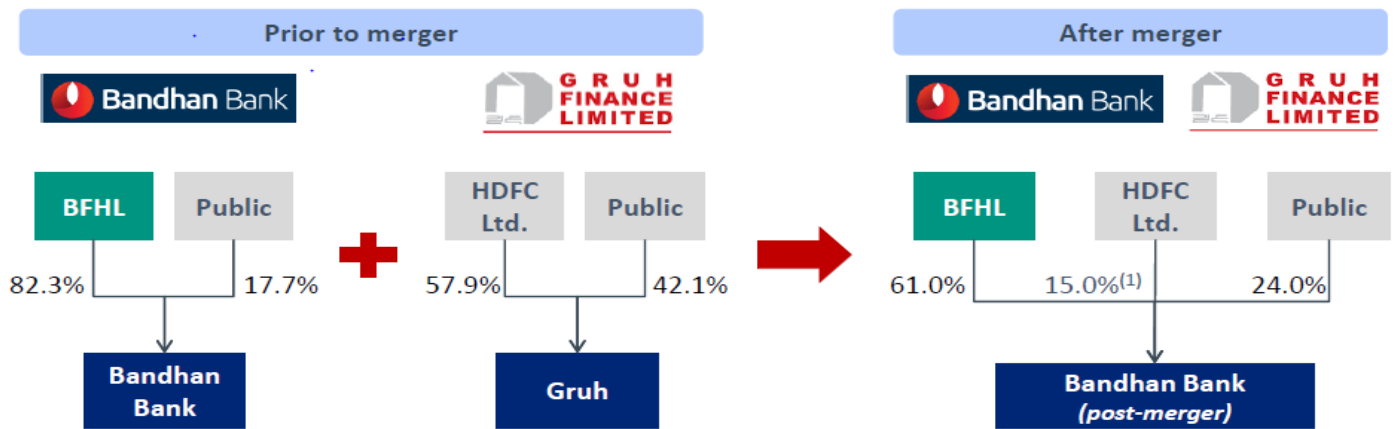 Prior to merger
After merger
Bandhan Bank
GRUH
FINANCE
LIMITED
Bandhan Bank
GRUH
FINANCE
LIMITED
BFHL
Public
HDFC
Ltd.
Public
BFHL
HDFC
Ltd.
Public
82.3%
17.7%
57.9%
42.1%
61.0%
15.0%(1)
24.0%
Bandhan
Bank
Gruh
Bandhan Bank
(post-merger)